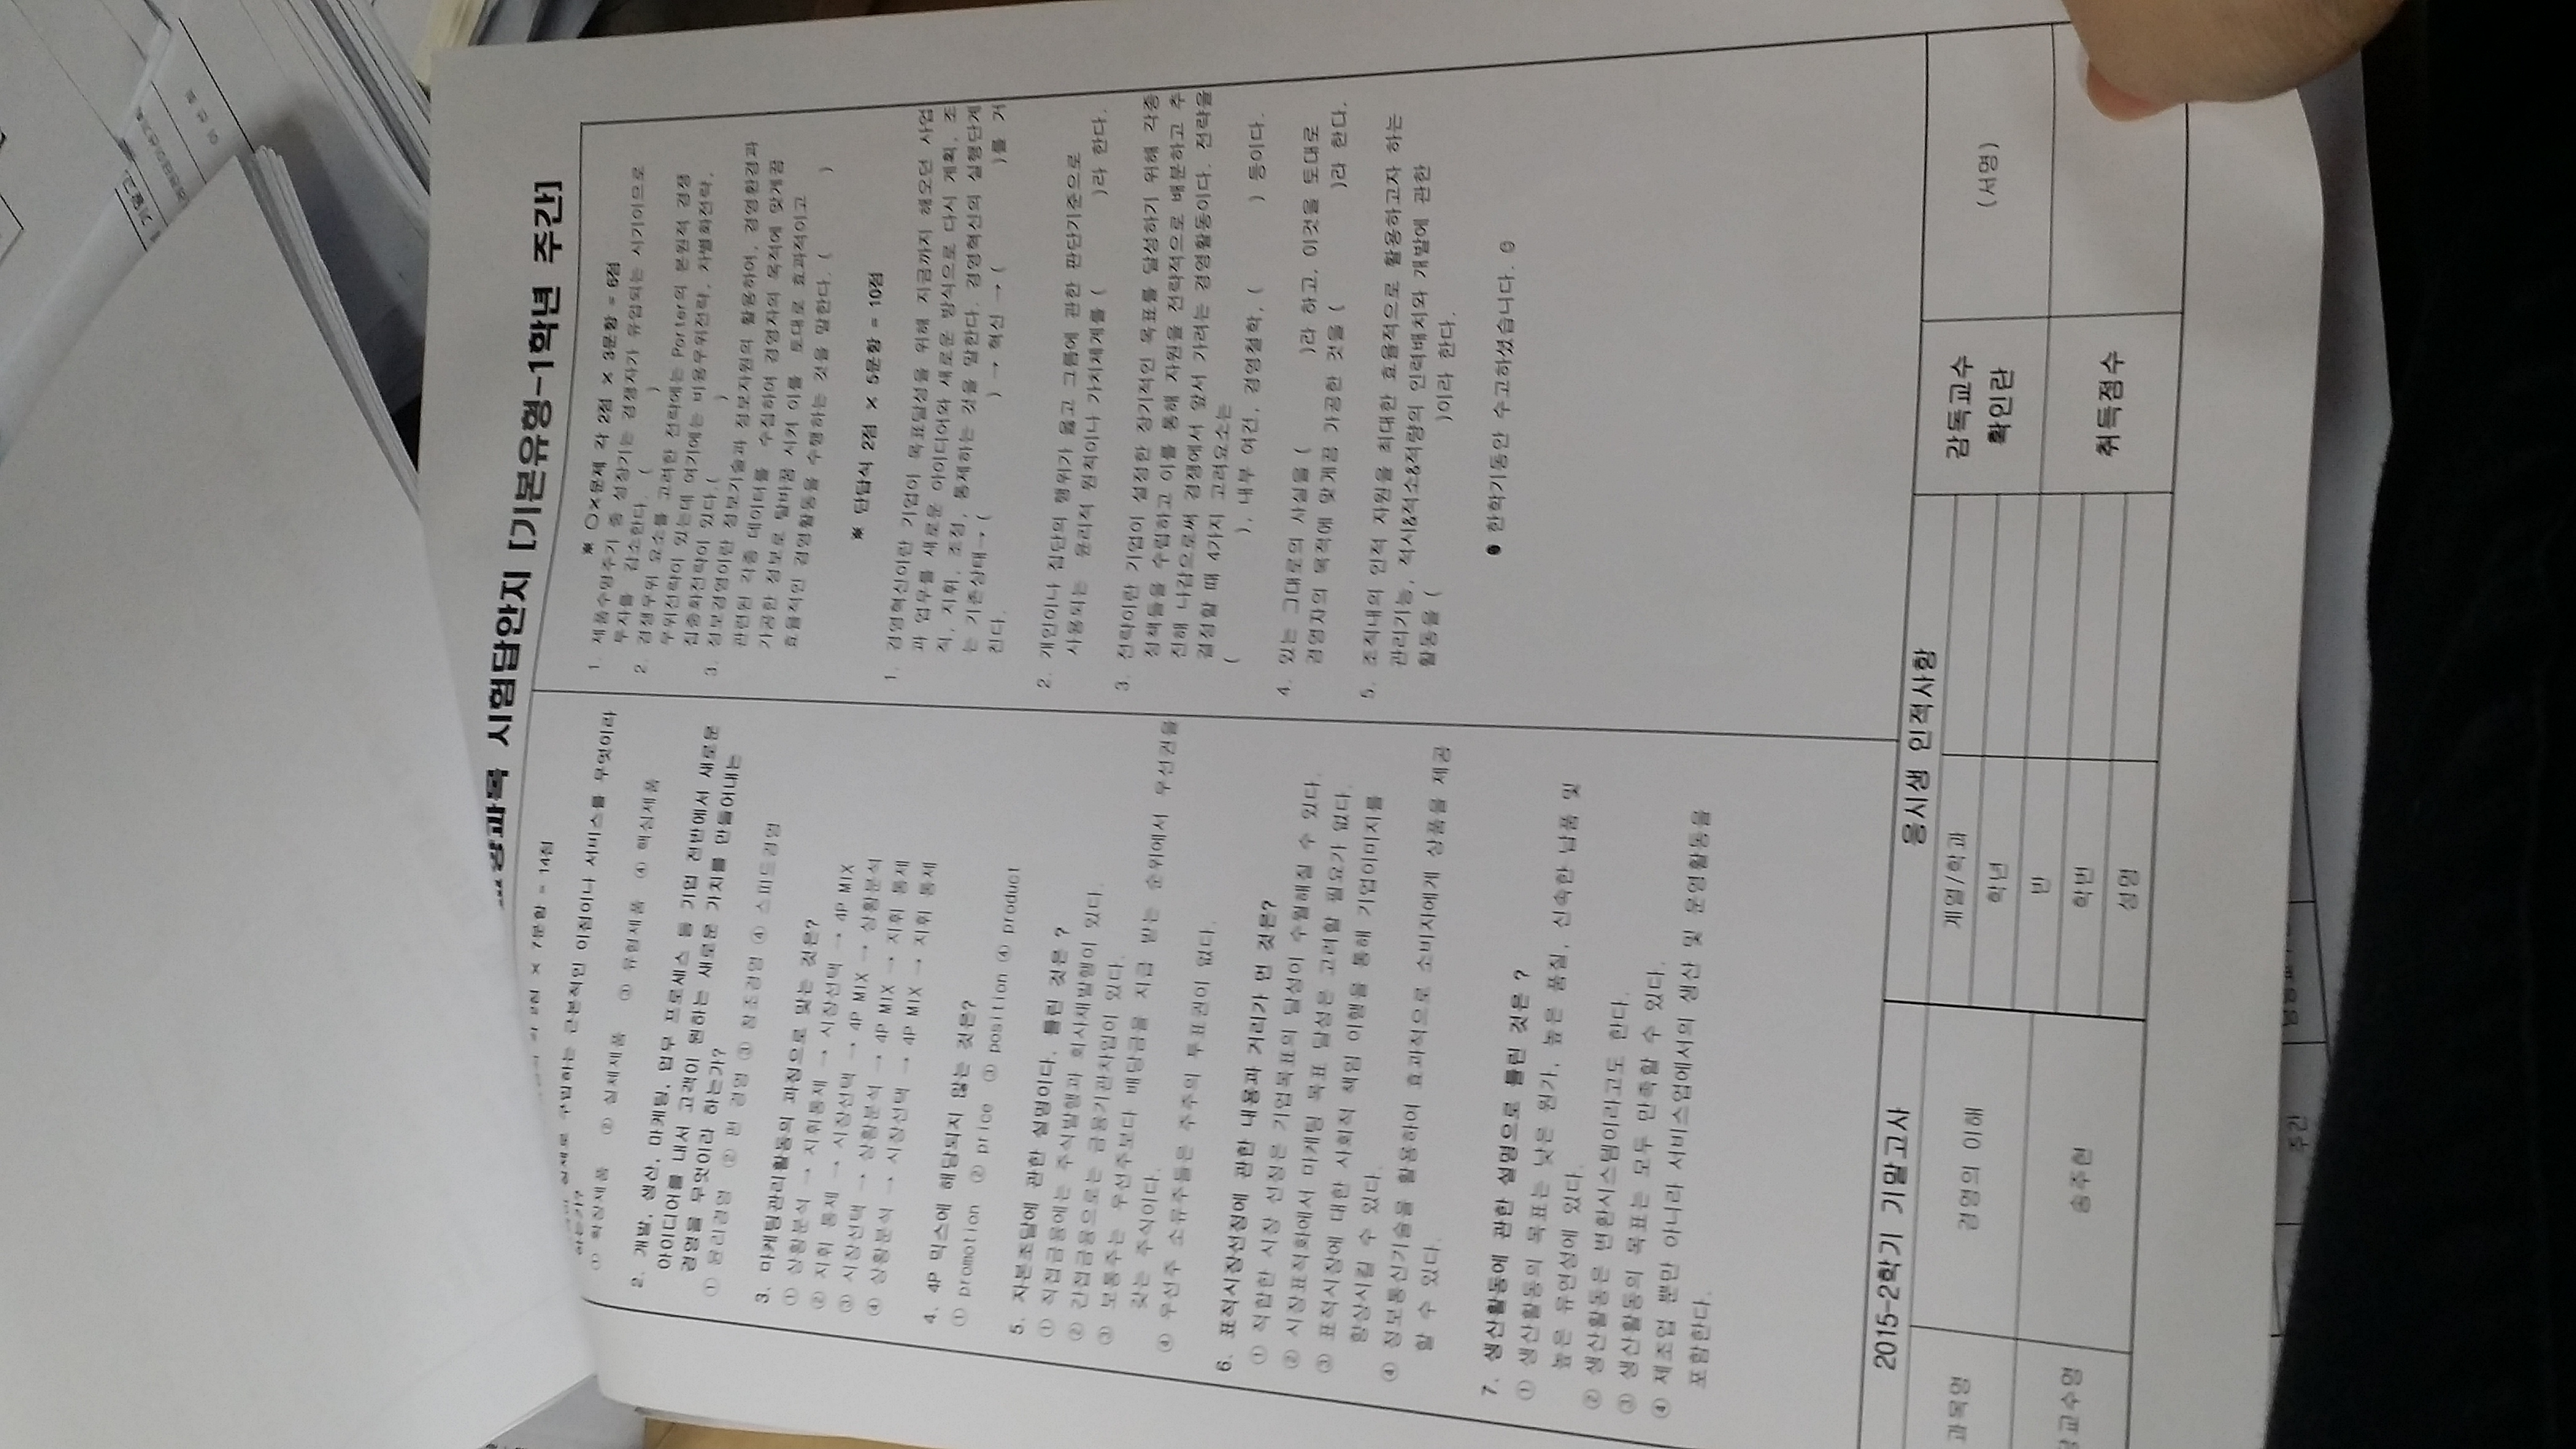 기말고
이선희
시험답안지 [기본유형-1학년 주간]
2점 × 7문항 = 14점
구입하는 근본적인 이점이나 서비스를 무엇이라
하는가?
① 확장제품 ② 실체제품 ③ 유형제품 ④ 핵심제품
2. 개발, 생산, 마케팅, 업무 프로세스 등 기업 전반에서 새로운
아이디어를 내서 고객이 원하는 새로운 가치를 만들어내는
경영을 무엇이라 하는가?
① 윤리경영 ② 펀 경영 ③ 창조경영 ④ 스피드경영
3. 마케팅관리활동의 과정으로 맞는 것은?
① 상황분석 → 지휘통제 → 시장선택 → 4P MIX
② 지휘 통제 → 시장선택 → 4P MIX → 상황분석
③ 시장선택 → 상황분석 → 4P MIX → 지휘 통제
④ 상황분석 → 시장선택 → 4P MIX → 지휘 통제
4. 4P 믹스에 해당되지 않는 것은?
① promotion ② price ③ position ④ product
5. 자본조달에 관한 설명이다. 틀린 것은 ?
① 직접금융에는 주식발행과 회사채발행이 있다.
② 간접금융으로는 금융기관차입이 있다.
③ 보통주는 우선주보다 배당금을 지급 받는 순위에서 우선권을
갖는 주식이다.
④ 우선주 소유주들은 주주의 투표권이 없다.
6. 표적시장선정에 관한 내용과 거리가 먼 것은?
① 적합한 시장 선정은 기업목표의 달성이 수월해질 수 있다.
② 시장표적화에서 마케팅 목표 달성은 고려할 필요가 없다.
③ 표적시장에 대한 사회적 책임 이행을 통해 기업이미지를
향상시킬 수 있다.
④ 정보통신기술을 활용하여 효과적으로 소비자에게 상품을 제공
할 수 있다.
7. 생산활동에 관한 설명으로 틀린 것은 ?
① 생산활동의 목표는 낮은 원가, 높은 품질, 신속한 납품 및
높은 유연성에 있다.
② 생산활동은 변환시스템이라고도 한다.
③ 생산활동의 목표는 모두 만족할 수 있다.
④ 제조업 뿐만 아니라 서비스업에서의 생산 및 운영활동을
포함한다.
※ ○×문제 각 2점 × 3문항 = 6점
1. 제품수명주기 중 성장기는 경쟁자가 유입되는 시기이므로
투자를 감소한다. ( )
2. 경쟁우위 요소를 고려한 전략에는 Porter의 본원적 경쟁
우위전략이 있는데 여기에는 비용우위전략, 차별화전략,
집중화전략이 있다.( )
3. 정보경영이란 정보기술과 정보자원의 활용하여, 경영환경과
관련된 각종 데이터를 수집하여 경영자의 목적에 맞게끔
가공한 정보로 탈바꿈 시켜 이를 토대로 효과적이고
효율적인 경영활동을 수행하는 것을 말한다. ( )
※ 단답식 2점 × 5문항 = 10점
1. 경영혁신이란 기업이 목표달성을 위해 지금까지 해오던 사업
과 업무를 새로운 아이디어와 새로운 방식으로 다시 계획, 조
직, 지휘, 조정, 통제하는 것을 말한다. 경영혁신의 실행단계
는 기존상태→ ( ) → 혁신 → ( )를 거
친다.
2. 개인이나 집단의 행위가 옳고 그름에 관한 판단기준으로
사용되는 윤리적 원칙이나 가치체계를 ( )라 한다.
3. 전략이란 기업이 설정한 장기적인 목표를 달성하기 위해 각종
정책들을 수립하고 이를 통해 자원을 전략적으로 배분하고 추
진해 나감으로써 경쟁에서 앞서 가려는 경영활동이다. 전략을
결정할 때 4가지 고려요소는
( ), 내부 여건, 경영철학, ( ) 등이다.
4. 있는 그대로의 사실을 ( )라 하고, 이것을 토대로
경영자의 목적에 맞게끔 가공한 것을 ( )라 한다.
5. 조직내의 인적 자원을 최대한 효율적으로 활용하고자 하는
관리기능, 적시&적소&적량의 인력배치와 개발에 관한
활동을 ( )이라 한다.
한학기동안 수고하셨습니다.
2015-2학기 기말고사
과목명
경영의 이해
당교수명
송주현
응시생 인적사항
계열/학과
학년
반
학번
성명
감독교수
확인란
(서명)
취득점수
주간